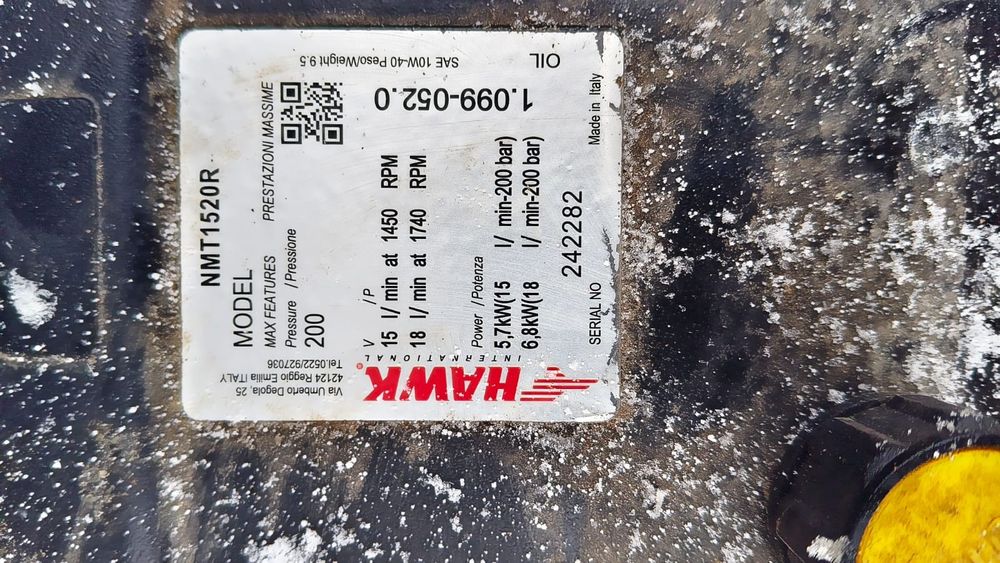 MODEL NMT1520R
MAX FEATURES PRESTAZIONI MASSIME
Pressure /Pressione
200
V /P
15 l/ min at 1450 RPM
18 l/ min at 1740 RPM
Power /Potenza
5,7kW(15 l/ min-200 bar)
6,8kW(18 l/ min-200 bar)
242282
SERIAL NO Made in Italy
OIL
SAE 10W-40 Peso/Weight 9.5
1.099-052.0
HAWK®
INTERNATIONAL
Via Umberto Degola, 25
42124 Reggio Emilia ITALY
Tel.0522/927036